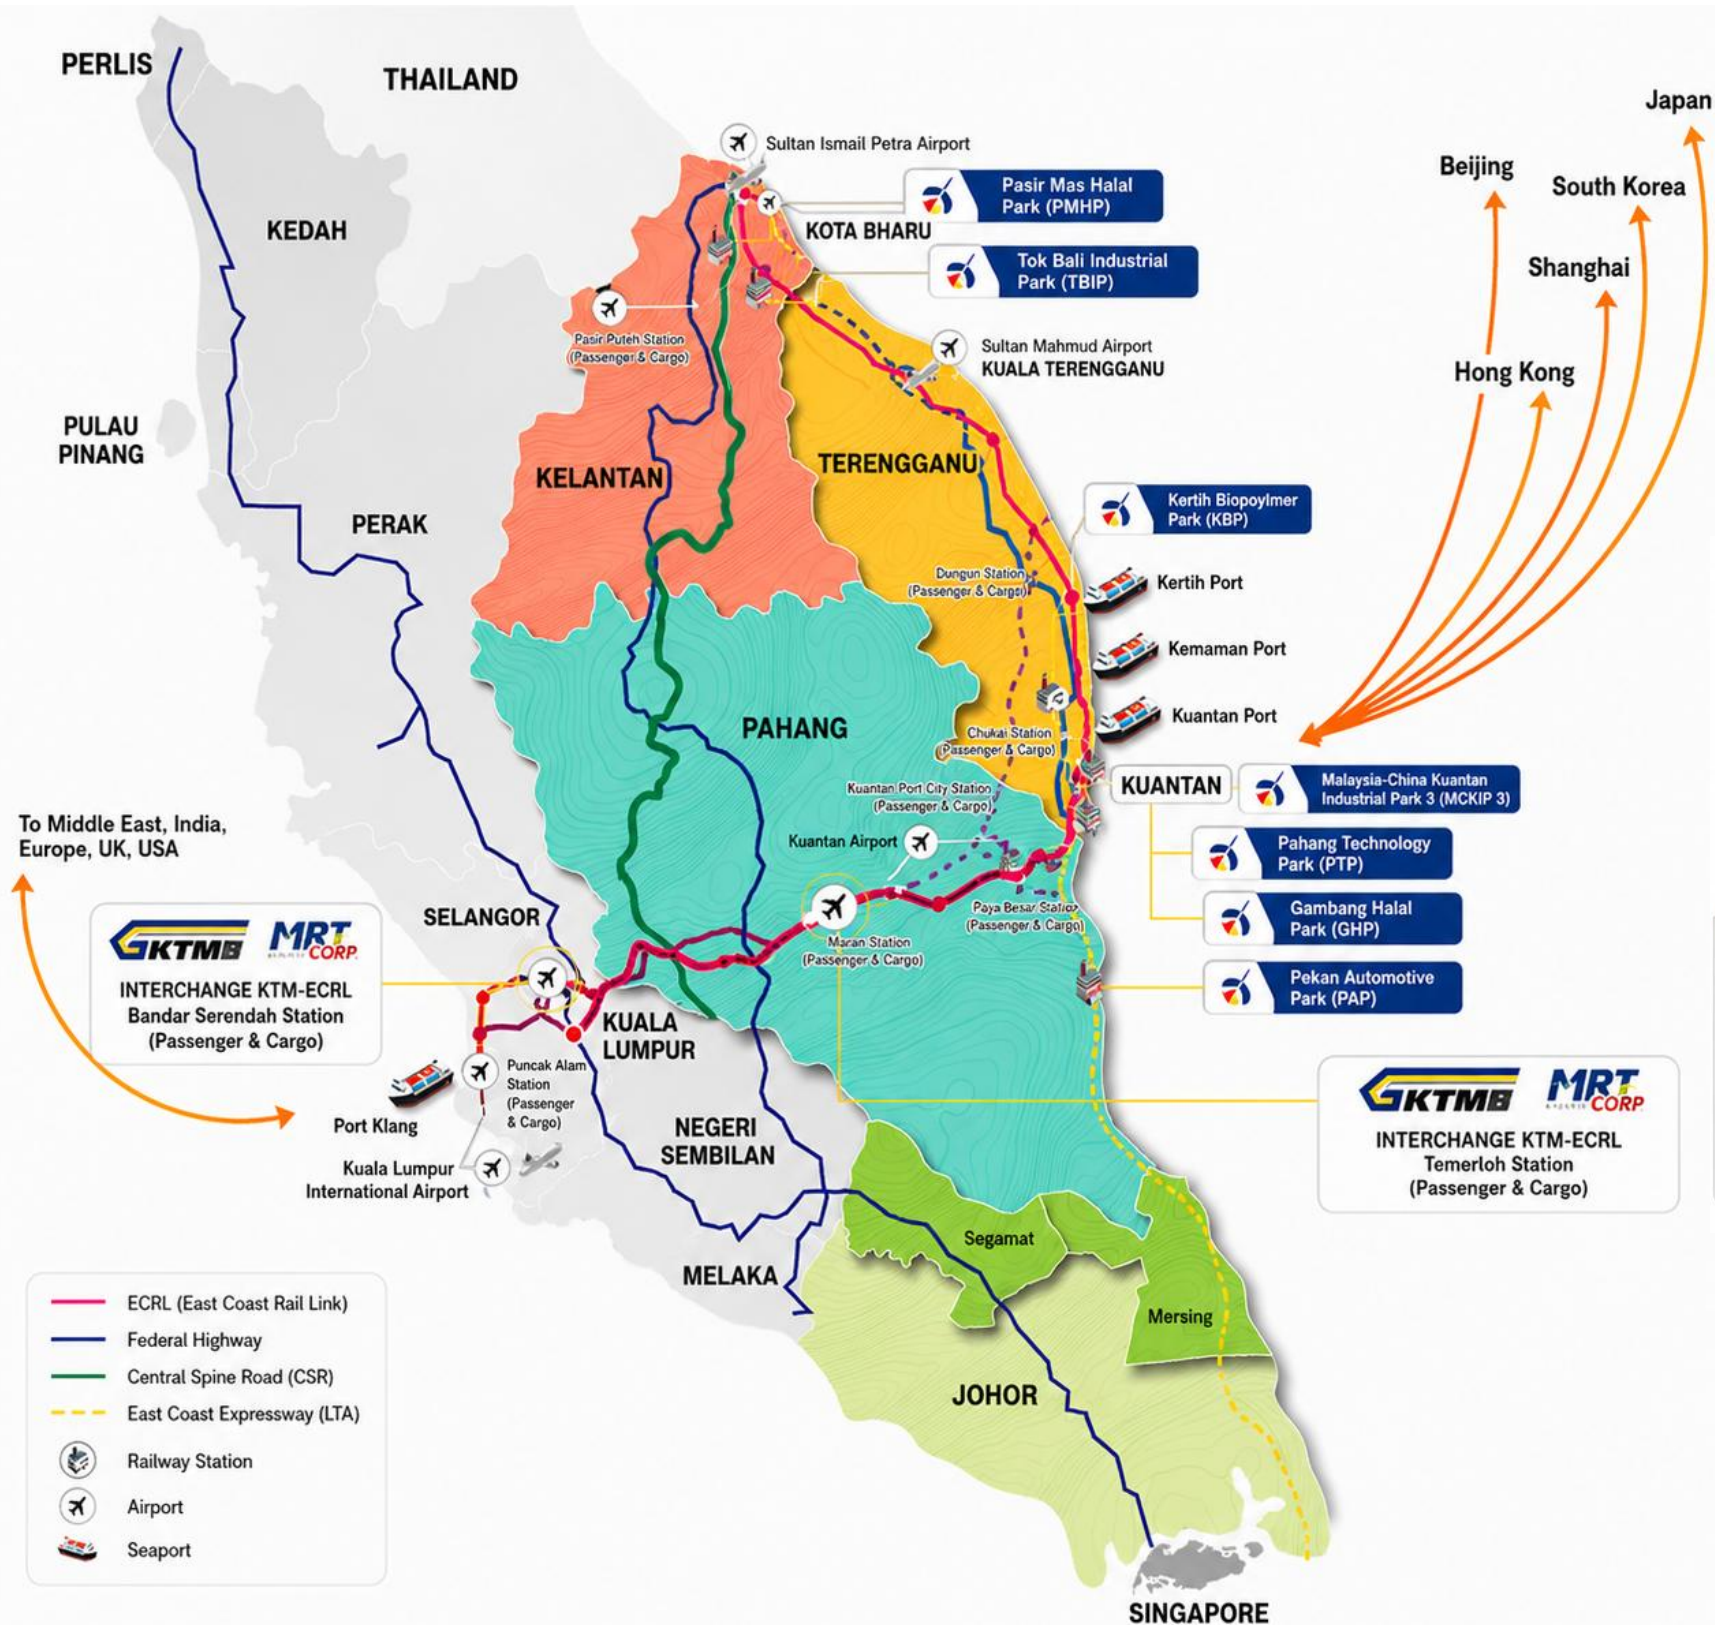 PERLIS
THAILAND
KEDAH
PULAU
PINANG
PERAK
Sultan Ismail Petra Airport
Pasir Mas Halal
Park (PMHP)
KOTA BHARU
Tok Bali Industrial
Park (TBIP)
Pasir Puteh Station
(Passenger & Cargo)
Sultan Mahmud Airport
KUALA TERENGGANU
KELANTAN
TERENGGANU
Japan
Beijing
South Korea
Shanghai
Hong Kong
Kertih Biopoylmer
Park (KBP)
Dungun Station
(Passenger & Cargo)
Kertih Port
Kemaman Port
Kuantan Port
PAHANG
Chukai Station
(Passenger & Cargo)
Kuantan Port City Station
(Passenger & Cargo)
KUANTAN
Malaysia-China Kuantan
Industrial Park 3 (MCKIP 3)
Kuantan Airport
Pahang Technology
Park (PTP)
Gambang Halal
Park (GHP)
Paya Besar Station
(Passenger & Cargo)
Maran Station
(Passenger & Cargo)
Pekan Automotive
Park (PAP)
To Middle East, India,
Europe, UK, USA
SELANGOR
KTMB
MRT
CORP
INTERCHANGE KTM-ECRL
Bandar Serendah Station
(Passenger & Cargo)
KUALA
LUMPUR
Puncak Alam
Station
(Passenger
& Cargo)
Port Klang
Kuala Lumpur
International Airport
NEGERI
SEMBILAN
KTMB
MRT
CORP
INTERCHANGE KTM-ECRL
Temerloh Station
(Passenger & Cargo)
MELAKA
Segamat
Mersing
JOHOR
SINGAPORE
ECRL (East Coast Rail Link)
Federal Highway
Central Spine Road (CSR)
East Coast Expressway (LTA)
Railway Station
Airport
Seaport